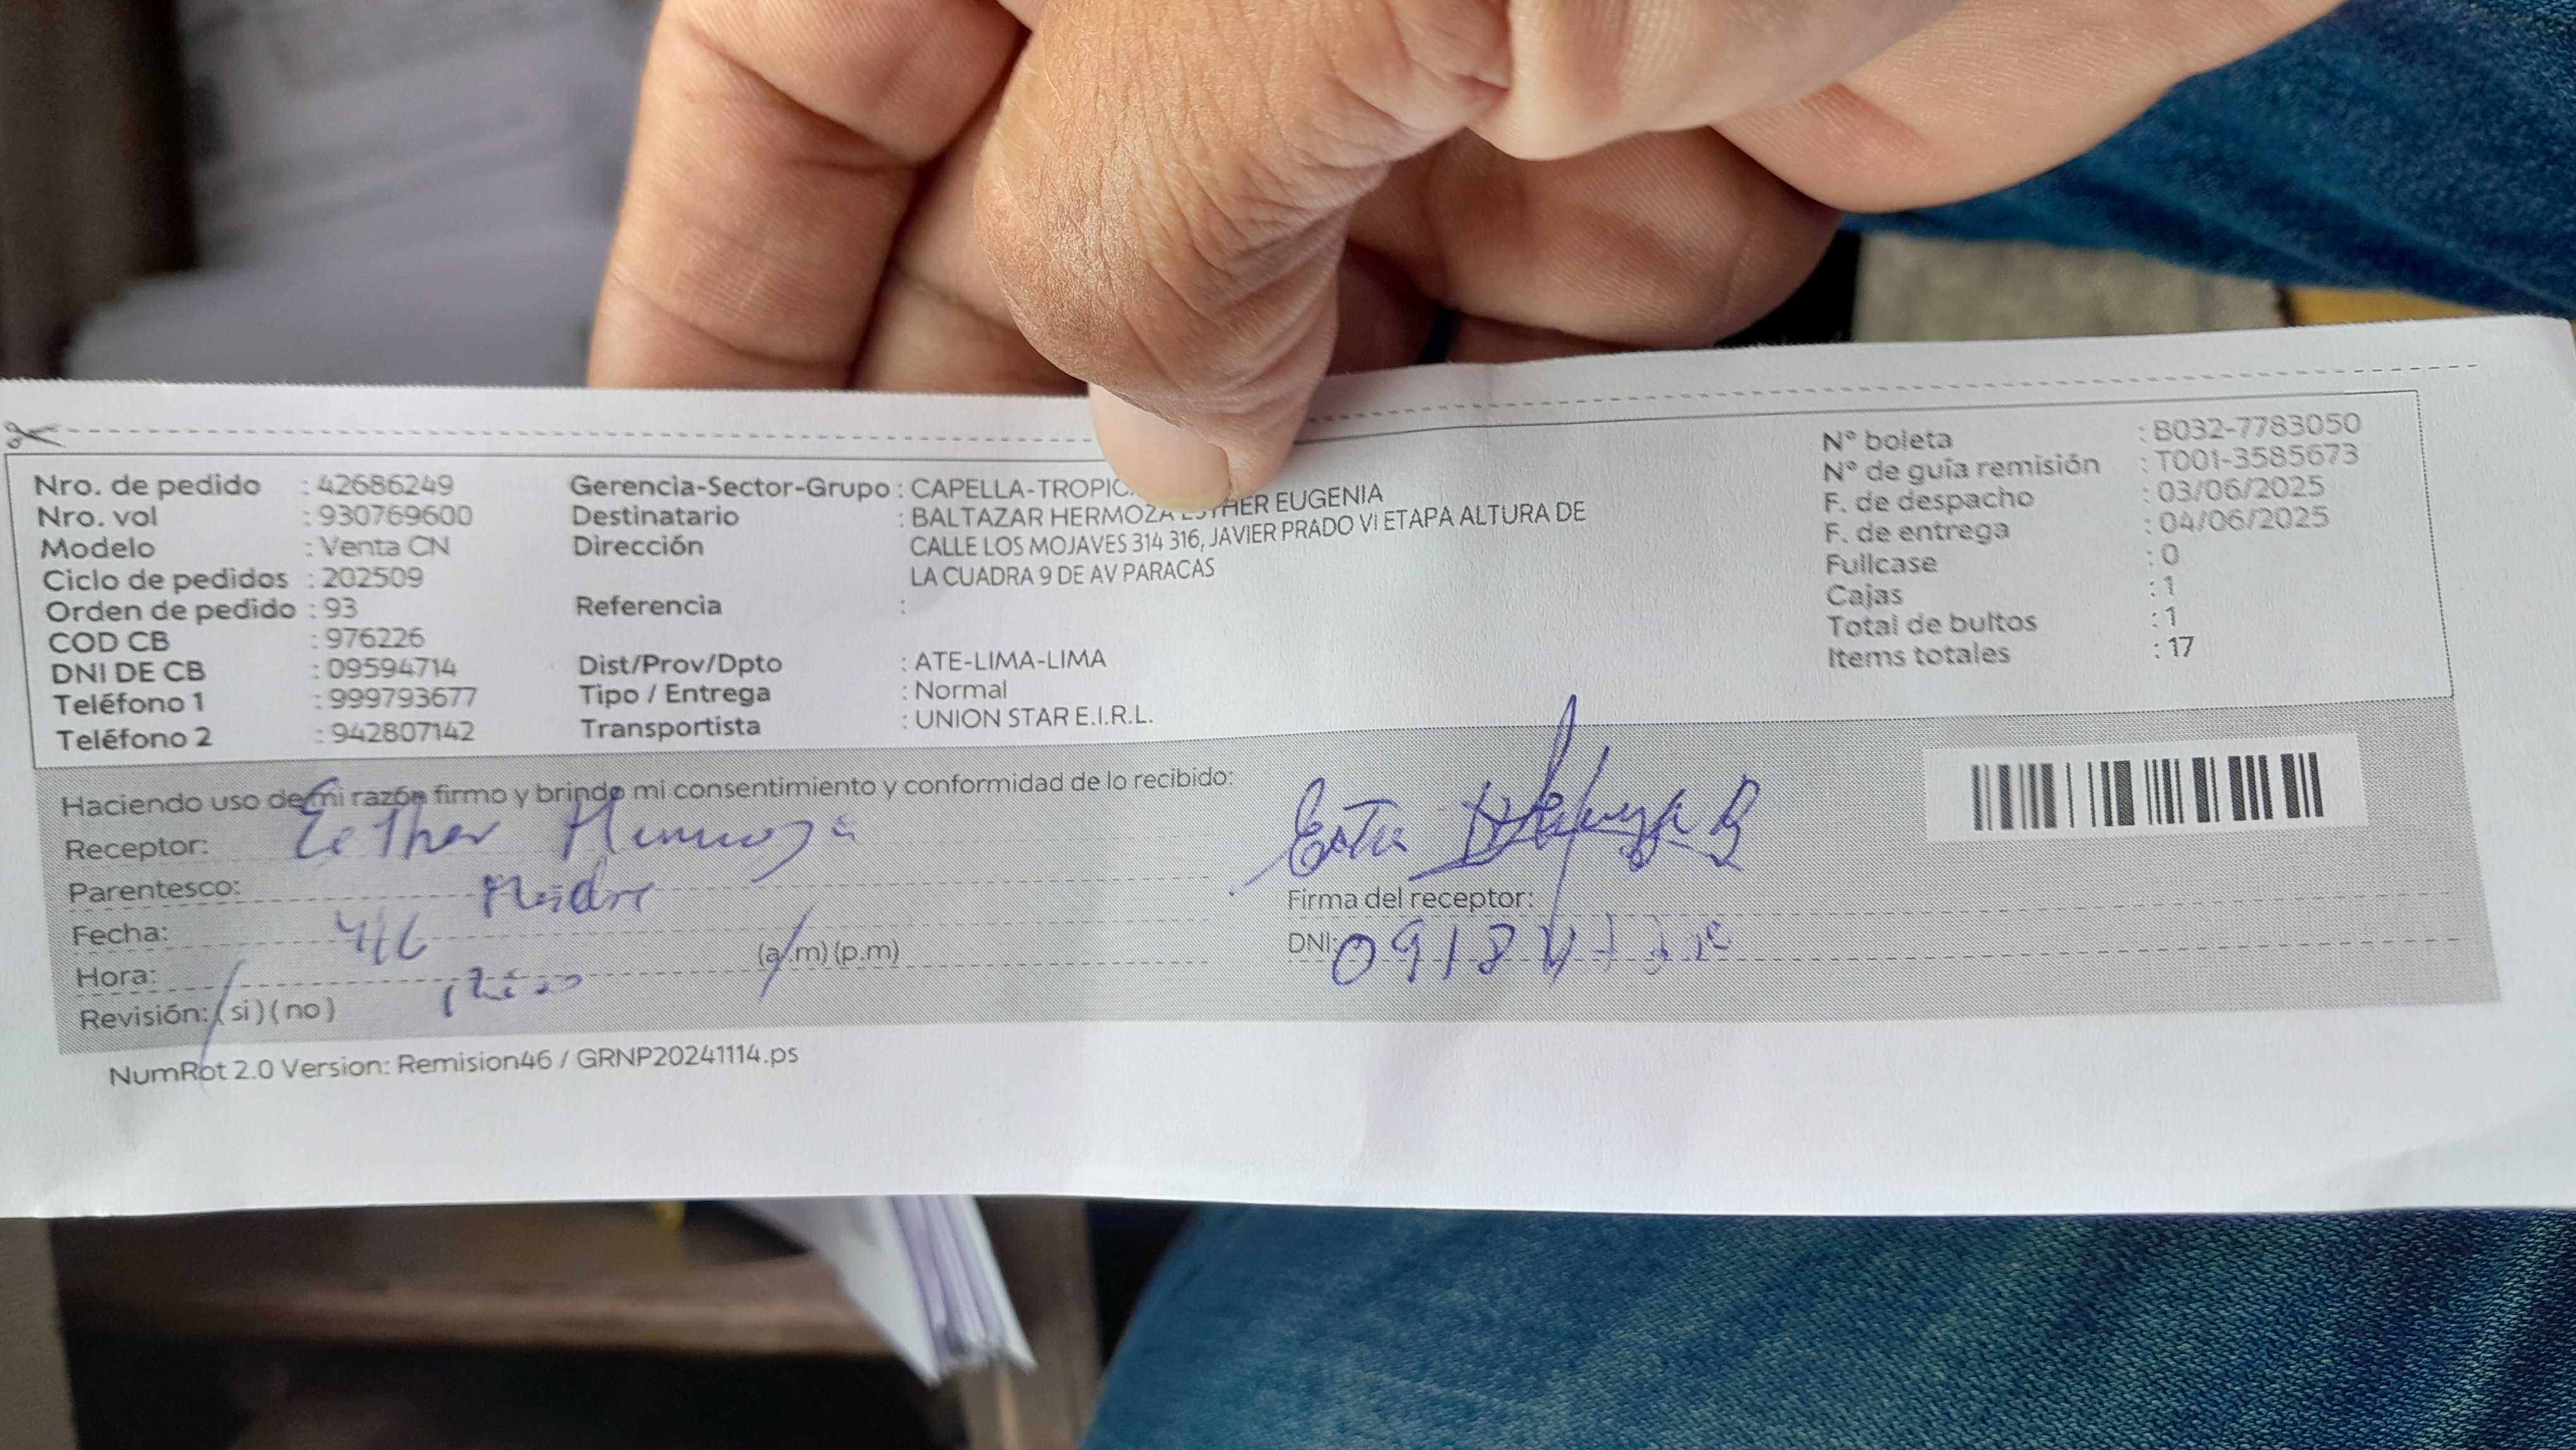 Nro. de pedido : 42686249
Nro. vol : 930769600
Modelo : Venta CN
Ciclo de pedidos : 202509
Orden de pedido : 93
COD CB : 976226
DNI DE CB : 09594714
Teléfono 1 : 999793677
Teléfono 2 : 942807142
Gerencia-Sector-Grupo : CAPELLA-TROPIC
Destinatario : BALTAZAR HERMOZA ESTHER EUGENIA
Dirección : CALLE LOS MOJAVES 314 316, JAVIER PRADO VI ETAPA ALTURA DE
LA CUADRA 9 DE AV PARACAS
Referencia :
Dist/Prov/Dpto : ATE-LIMA-LIMA
Tipo / Entrega : Normal
Transportista : UNION STAR E.I.R.L.
N° boleta : B032-7783050
N° de guía remisión : T001-3585673
F. de despacho : 03/06/2025
F. de entrega : 04/06/2025
Fullcase : 0
Cajas : 1
Total de bultos : 1
Items totales : 17
Haciendo uso de mi razón firmo y brindo mi consentimiento y conformidad de lo recibido:
Receptor: Esther
Parentesco: Madre
Fecha: 4/6
Hora: (a.m) (p.m)
Revisión: (si) (no)
Firma del receptor:
DNI:
NumRot 2.0 Version: Remision46 / GRNP20241114.ps